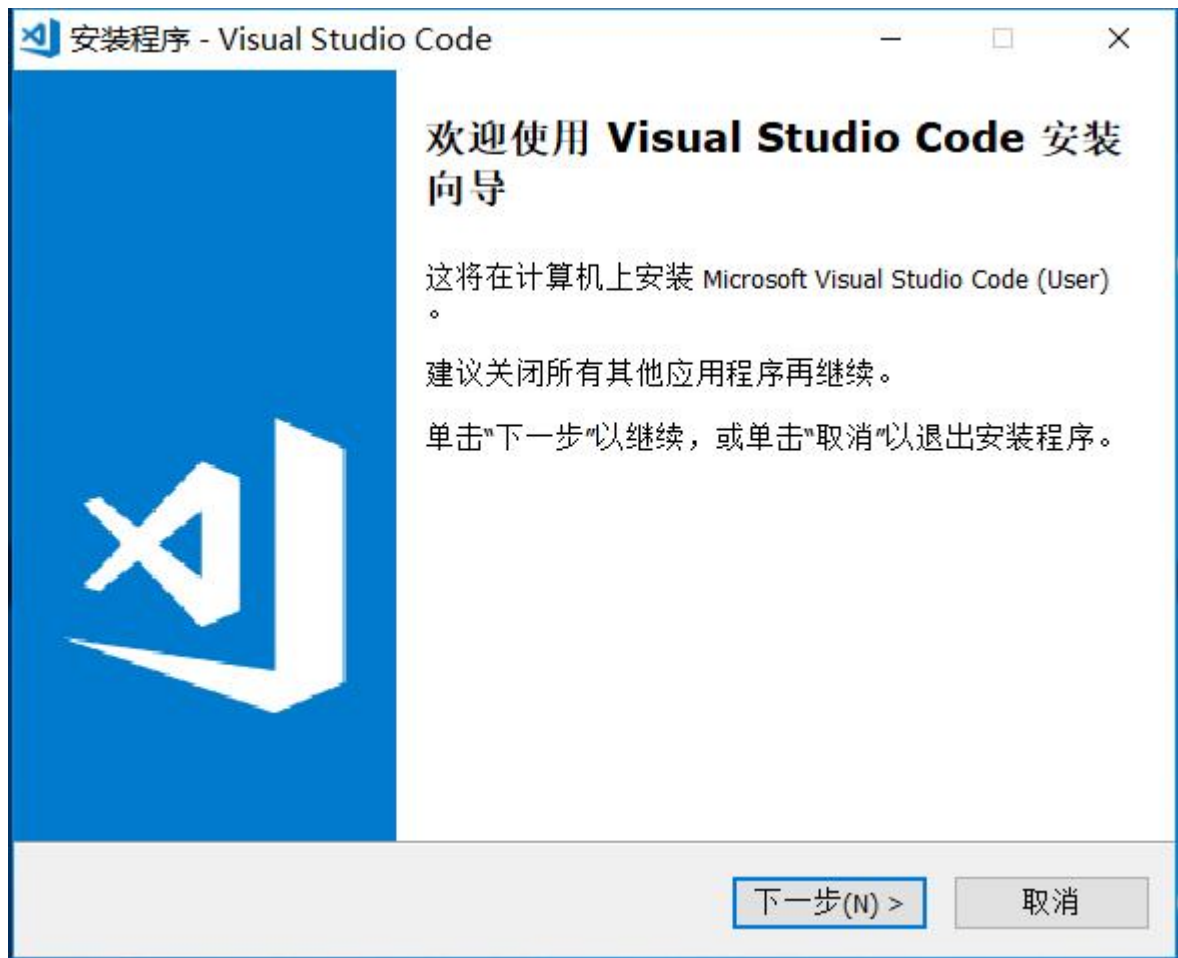 安装程序 - Visual Studio Code
欢迎使用 Visual Studio Code 安装
向导
这将在计算机上安装 Microsoft Visual Studio Code (User)
。
建议关闭所有其他应用程序再继续。
单击“下一步”以继续，或单击“取消”以退出安装程序。
下一步(N) >
取消